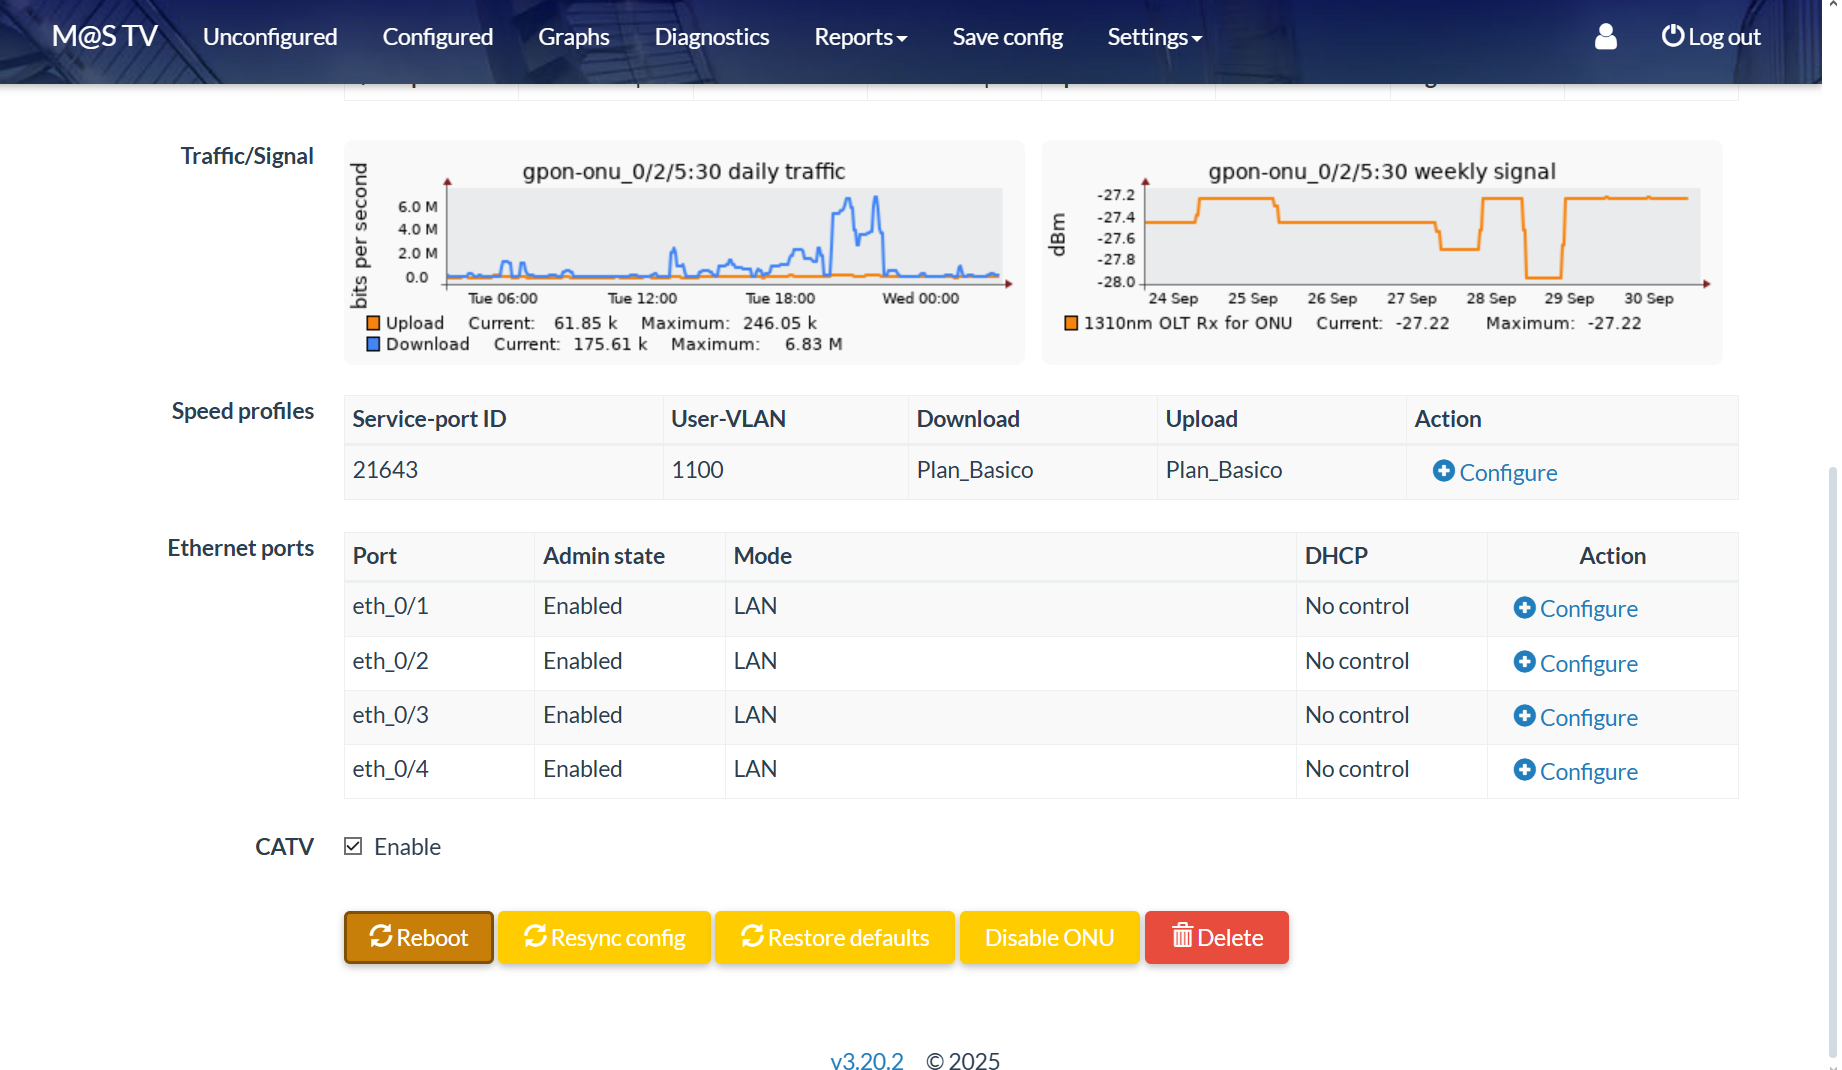 M@S TV Unconfigured Configured Graphs Diagnostics Reports Save config Settings Log out
Traffic/Signal
gpon-onu_0/2/5:30 daily traffic
bits per second
6.0 M
4.0 M
2.0 M
0.0
Tue 06:00 Tue 12:00 Tue 18:00 Wed 00:00
Upload Current: 61.85 k Maximum: 246.05 k
Download Current: 175.61 k Maximum: 6.83 M
gpon-onu_0/2/5:30 weekly signal
dBm
-27.2
-27.4
-27.6
-27.8
-28.0
24 Sep 25 Sep 26 Sep 27 Sep 28 Sep 29 Sep 30 Sep
1310nm OLT Rx for ONU Current: -27.22 Maximum: -27.22
Speed profiles
Service-port ID User-VLAN Download Upload Action
21643 1100 Plan_Basico Plan_Basico Configure
Ethernet ports
Port Admin state Mode DHCP Action
eth_0/1 Enabled LAN No control Configure
eth_0/2 Enabled LAN No control Configure
eth_0/3 Enabled LAN No control Configure
eth_0/4 Enabled LAN No control Configure
CATV Enable
Reboot Resync config Restore defaults Disable ONU Delete
v3.20.2 © 2025